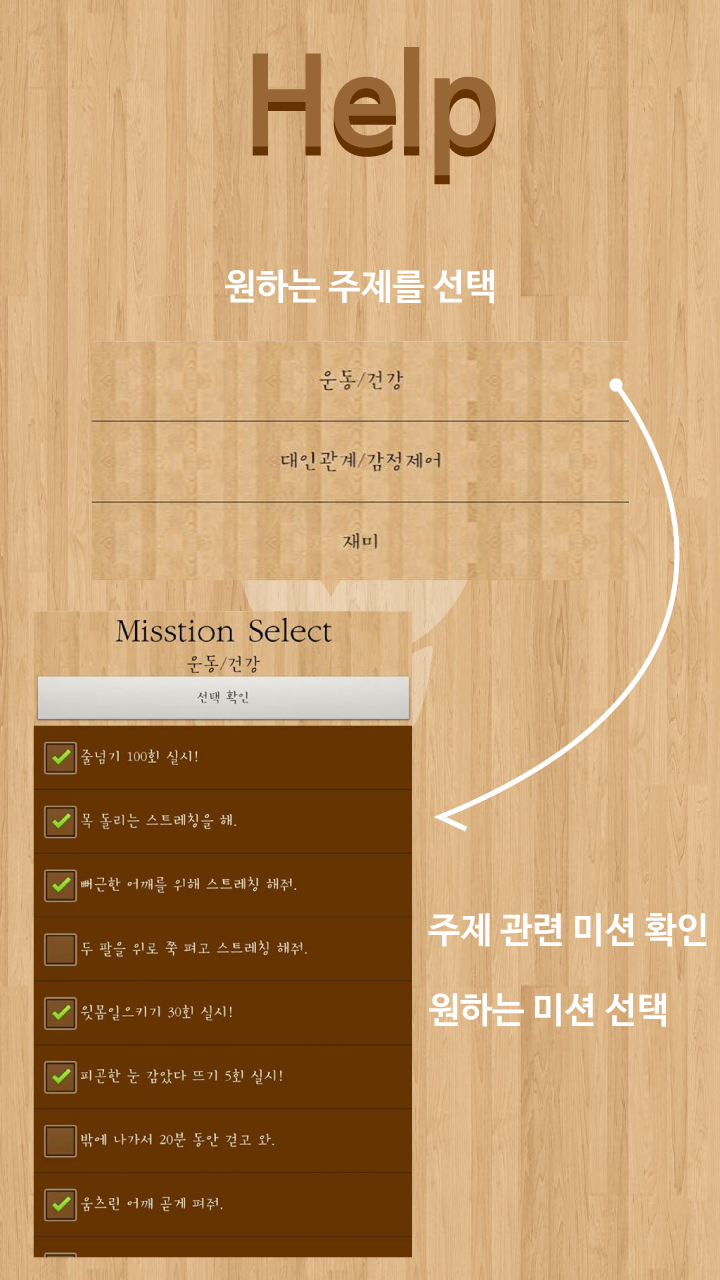 Help
원하는 주제를 선택
운동/건강
대인관계/감정제어
재미
Misstion Select
운동/건강
선택 확인
줄넘기 100회 실시!
목 돌리는 스트레칭을 해.
뻐근한 어깨를 위해 스트레칭 해줘.
두 팔을 위로 쭉 펴고 스트레칭 해줘.
윗몸일으키기 30회 실시!
피곤한 눈 감았다 뜨기 5회 실시!
밖에 나가서 20분 동안 걷고 와.
움츠린 어깨 곧게 펴줘.
주제 관련 미션 확인
원하는 미션 선택